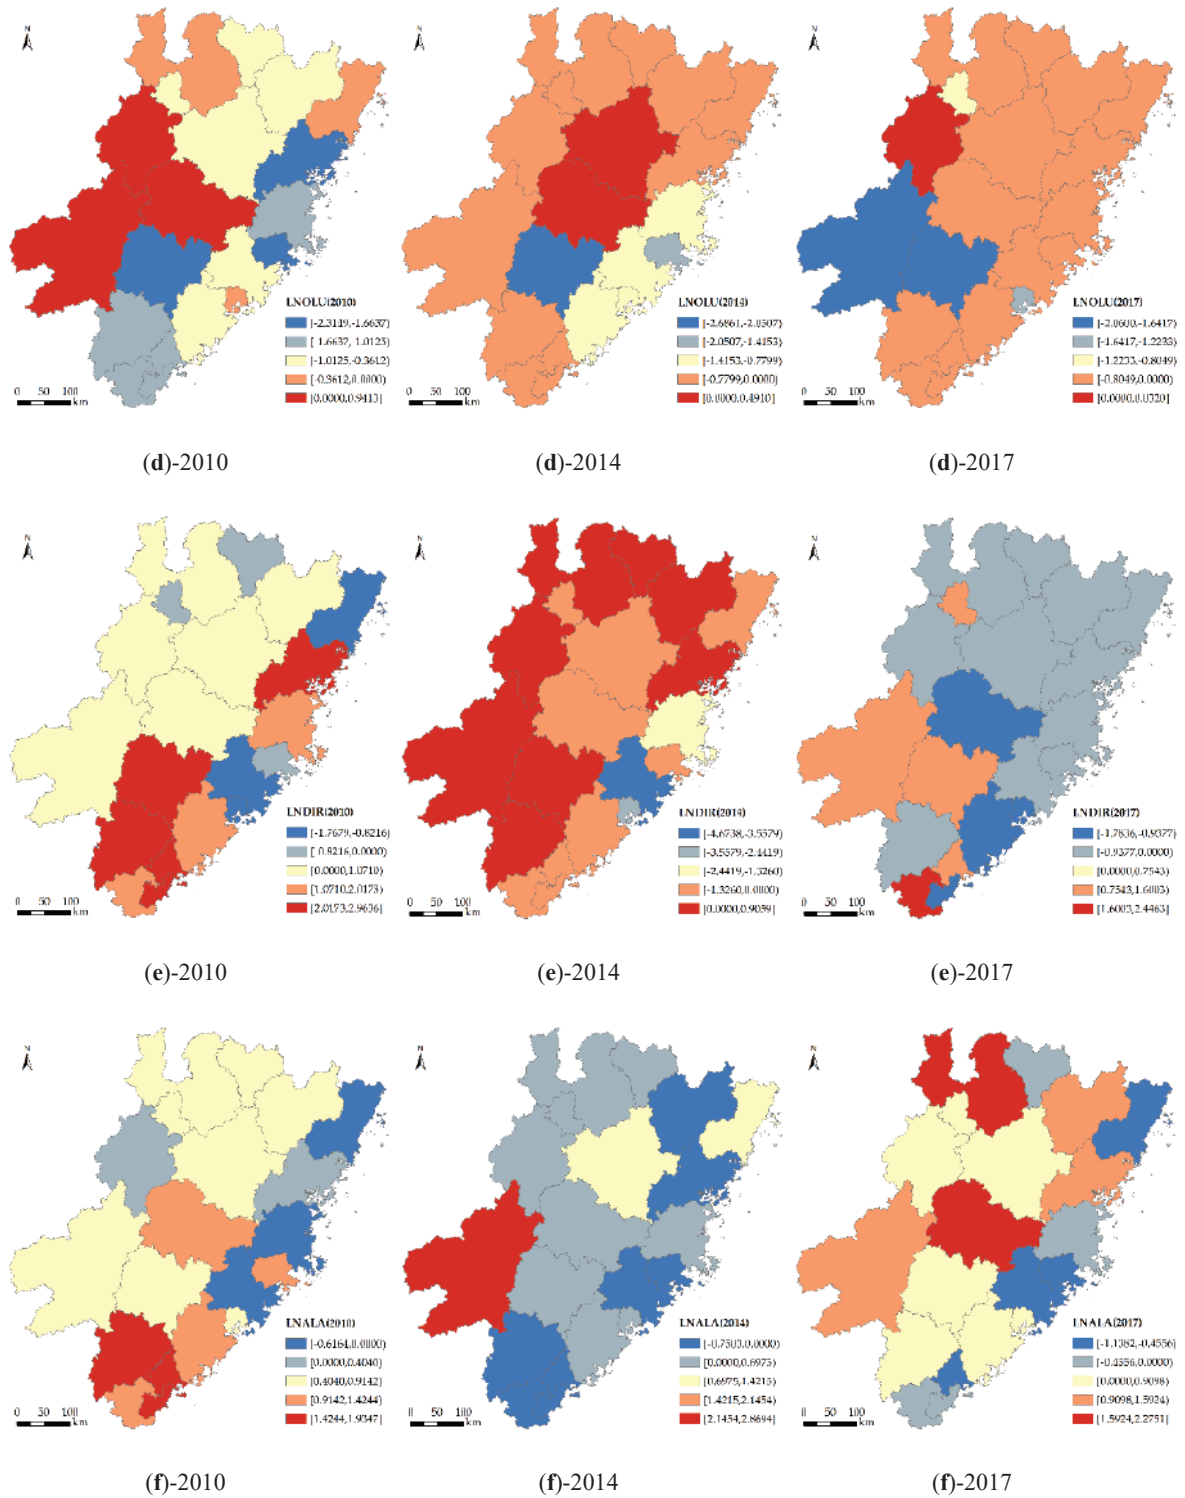 N
N
N
LNOLU(2010)
[-2.3149,-1.6637)
[-1.6637,-1.0125)
[-1.0125,-0.3612)
[-0.3612,0.0000)
[0.0000,0.9413]
0 50 100
km
LNOLU(2014)
[-2.6861,-2.0507)
[-2.0507,-1.4153)
[-1.4153,-0.7799)
[-0.7799,0.0000)
[0.0000,0.4910]
0 50 100
km
LNOLU(2017)
[-2.0600,-1.6417)
[-1.6417,-1.2233)
[-1.2233,-0.8049)
[-0.8049,0.0000)
0 50 100
km
(d)-2010
(d)-2014
(d)-2017
N
N
N
LNDIR(2010)
[-1.7679,-0.8216)
[-0.8216,0.0000)
[0.0000,1.0710)
[1.0710,2.0173)
[2.0173,2.9636]
0 50 100
km
LNDIR(2014)
[-4.6738,-3.5579)
[-3.5579,-2.4419)
[-2.4419,-1.3260)
[-1.3260,0.0000)
[0.0000,0.9059]
0 50 100
km
LNDIR(2017)
[-1.7836,-0.9377)
[-0.9377,0.0000)
[0.0000,0.7543)
[0.7543,1.6003)
[1.6003,2.4463]
0 50 100
km
(e)-2010
(e)-2014
(e)-2017
N
N
N
LNALA(2010)
[-0.6164,0.0000)
[0.0000,0.4040)
[0.4040,0.9142)
[0.9142,1.4244)
[1.4244,1.9347]
0 50 100
km
LNALA(2014)
[-0.7503,0.0000)
[0.0000,0.6975)
[0.6975,1.4215)
[1.4215,2.1454)
[2.1454,2.8694]
0 50 100
km
LNALA(2017)
[-1.1382,-0.4556)
[-0.4556,0.0000)
[0.0000,0.9098)
[0.9098,1.5924)
[1.5924,2.2751]
0 50 100
km
(f)-2010
(f)-2014
(f)-2017